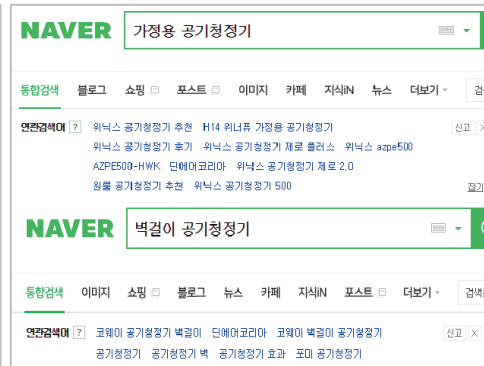 NAVER 가정용 공기청정기
통합검색 블로그 쇼핑 포스트 이미지 카페 지식iN 뉴스 더보기
연관검색어 ? 위닉스 공기청정기 추천 H14 위너퓨 가정용 공기청정기 신고 X
위닉스 공기청정기 후기 위닉스 공기청정기 제로 플러스 위닉스 azpe500
AZPE500-HWK 딘에어코리아 위닉스 공기청정기 제로 2.0
원룸 공기청정기 추천 위닉스 공기청정기 500 접기
NAVER 벽걸이 공기청정기
통합검색 이미지 쇼핑 블로그 뉴스 카페 지식iN 포스트 더보기 검색
연관검색어 ? 코웨이 공기청정기 벽걸이 딘에어코리아 코웨이 벽걸이 공기청정기 신고 X
공기청정기 공기청정기 벽 공기청정기 효과 포미 공기청정기